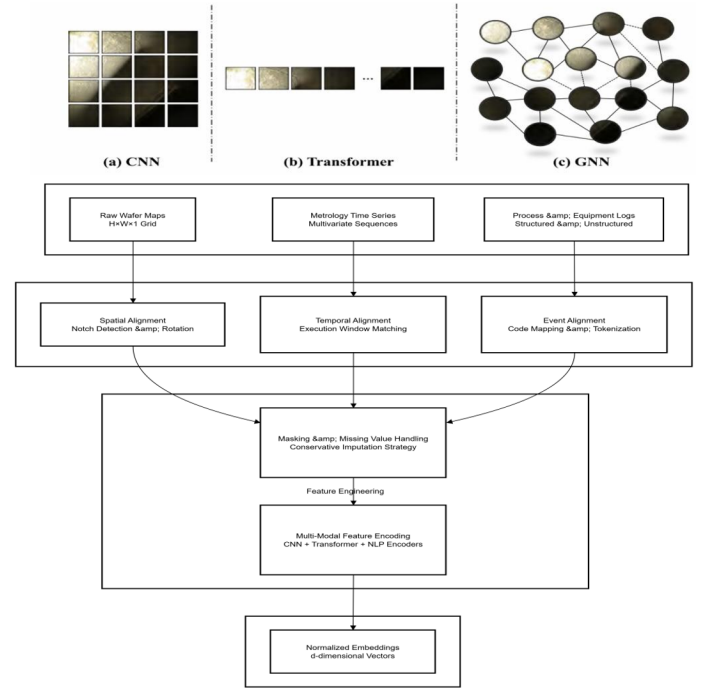 ...
(a) CNN
(b) Transformer
(c) GNN
Raw Wafer Maps
H×W×1 Grid
Metrology Time Series
Multivariate Sequences
Process &amp; Equipment Logs
Structured &amp; Unstructured
Spatial Alignment
Notch Detection &amp; Rotation
Temporal Alignment
Execution Window Matching
Event Alignment
Code Mapping &amp; Tokenization
Masking &amp; Missing Value Handling
Conservative Imputation Strategy
Feature Engineering
Multi-Modal Feature Encoding
CNN + Transformer + NLP Encoders
Normalized Embeddings
d-dimensional Vectors